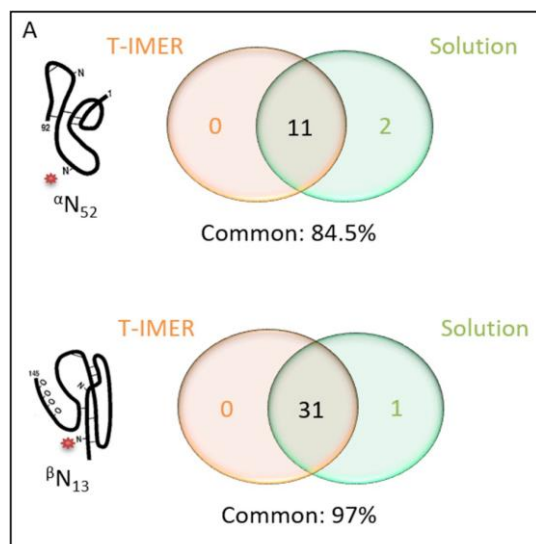 A
T-IMER Solution
N
1
92
0 11 2
N
αN52
Common: 84.5%
T-IMER Solution
145
N
0 31 1
N
βN13
Common: 97%